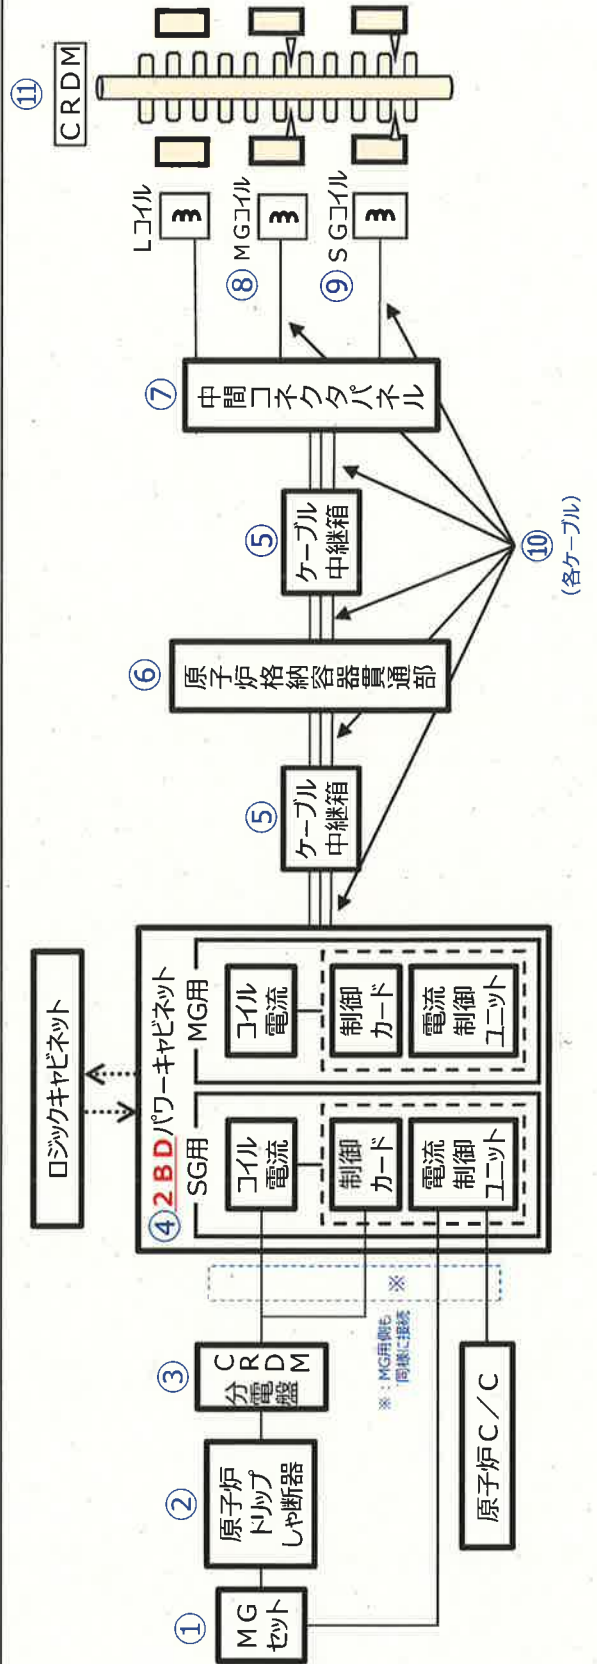 ①
MG
セット
②
原子炉
ドリップ
しゃ断器
③
CRDM
分電盤
原子炉C／C
※
※：MG用側も
同様に接続
ロジックキャビネット
④2BDパワーキャビネット
SG用
コイル
電流
制御
カード
電流
制御
ユニット
MG用
コイル
電流
制御
カード
電流
制御
ユニット
⑤
ケーブル
中継箱
⑥
原子炉格納容器貫通部
⑤
ケーブル
中継箱
⑦
中間コネクタパネル
⑩
(各ケーブル)
Lコイル
⑧MGコイル
⑨SGコイル
⑪
CRDM